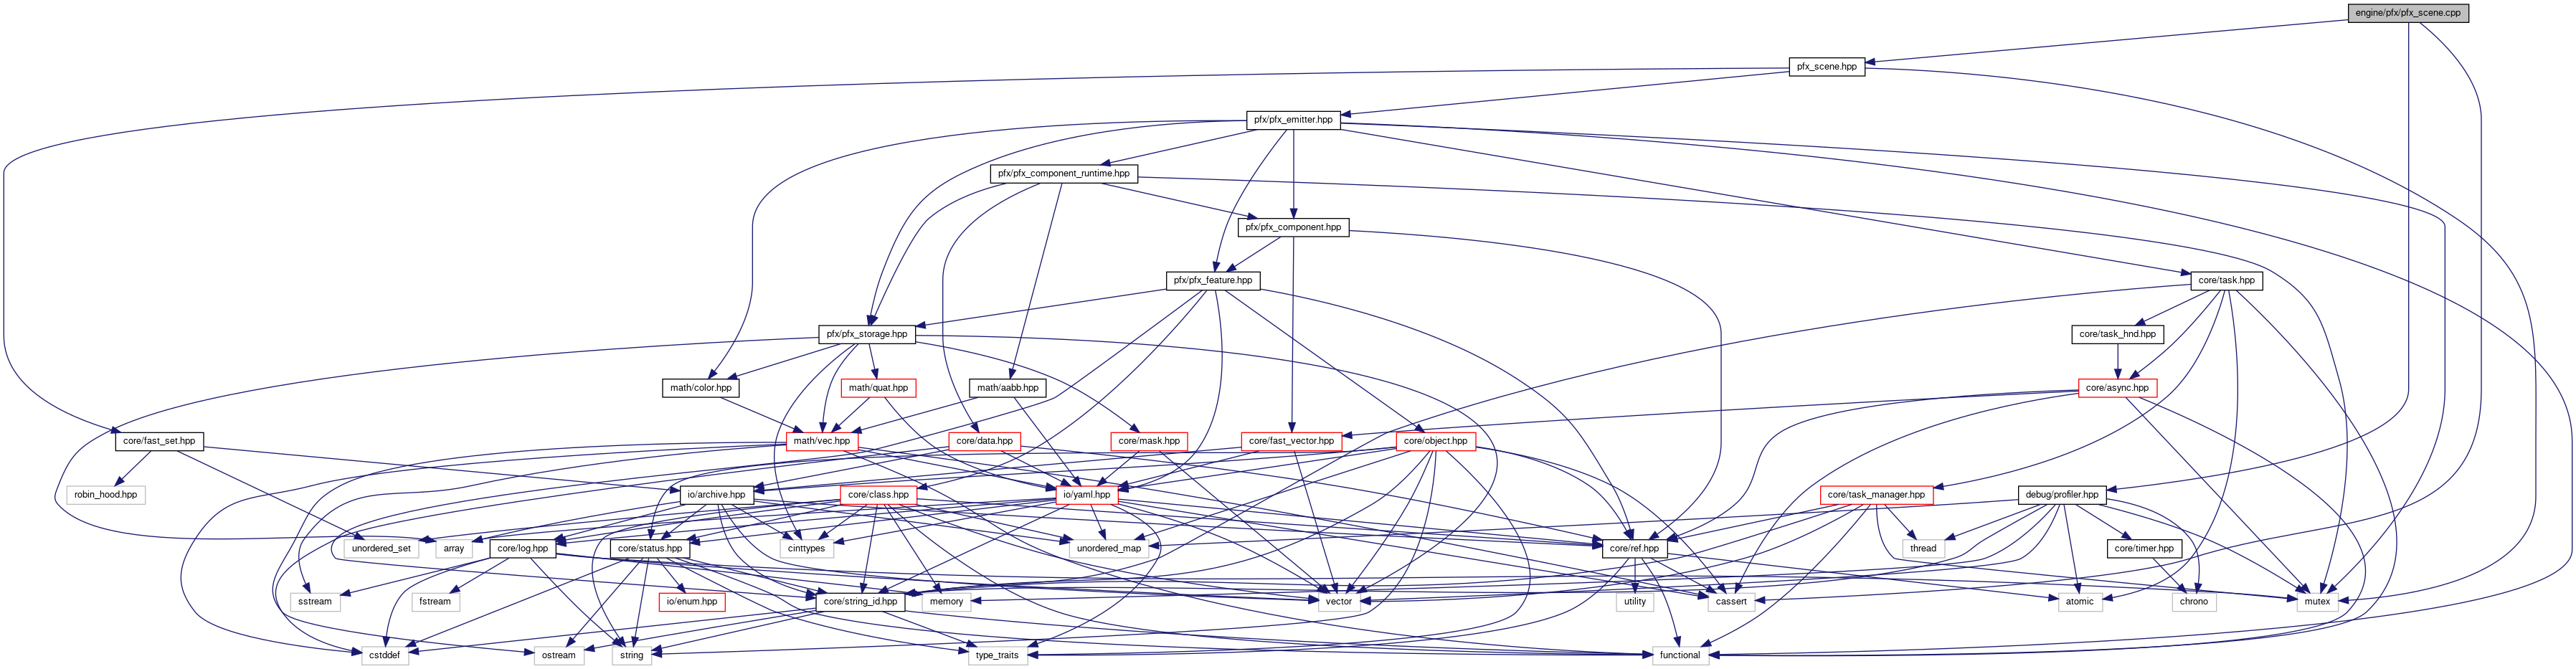 engine/pfx/pfx_scene.cpp
pfx_scene.hpp
pfx/pfx_emitter.hpp
pfx/pfx_component_runtime.hpp
pfx/pfx_component.hpp
pfx/pfx_feature.hpp
core/task.hpp
pfx/pfx_storage.hpp
core/task_hnd.hpp
math/color.hpp
math/quat.hpp
math/aabb.hpp
core/async.hpp
core/fast_set.hpp
math/vec.hpp
core/data.hpp
core/mask.hpp
core/fast_vector.hpp
core/object.hpp
robin_hood.hpp
io/archive.hpp
core/class.hpp
io/yaml.hpp
core/task_manager.hpp
debug/profiler.hpp
unordered_set
array
core/log.hpp
core/status.hpp
cinttypes
unordered_map
core/ref.hpp
thread
core/timer.hpp
sstream
fstream
io/enum.hpp
core/string_id.hpp
memory
vector
utility
cassert
atomic
chrono
mutex
cstddef
ostream
string
type_traits
functional